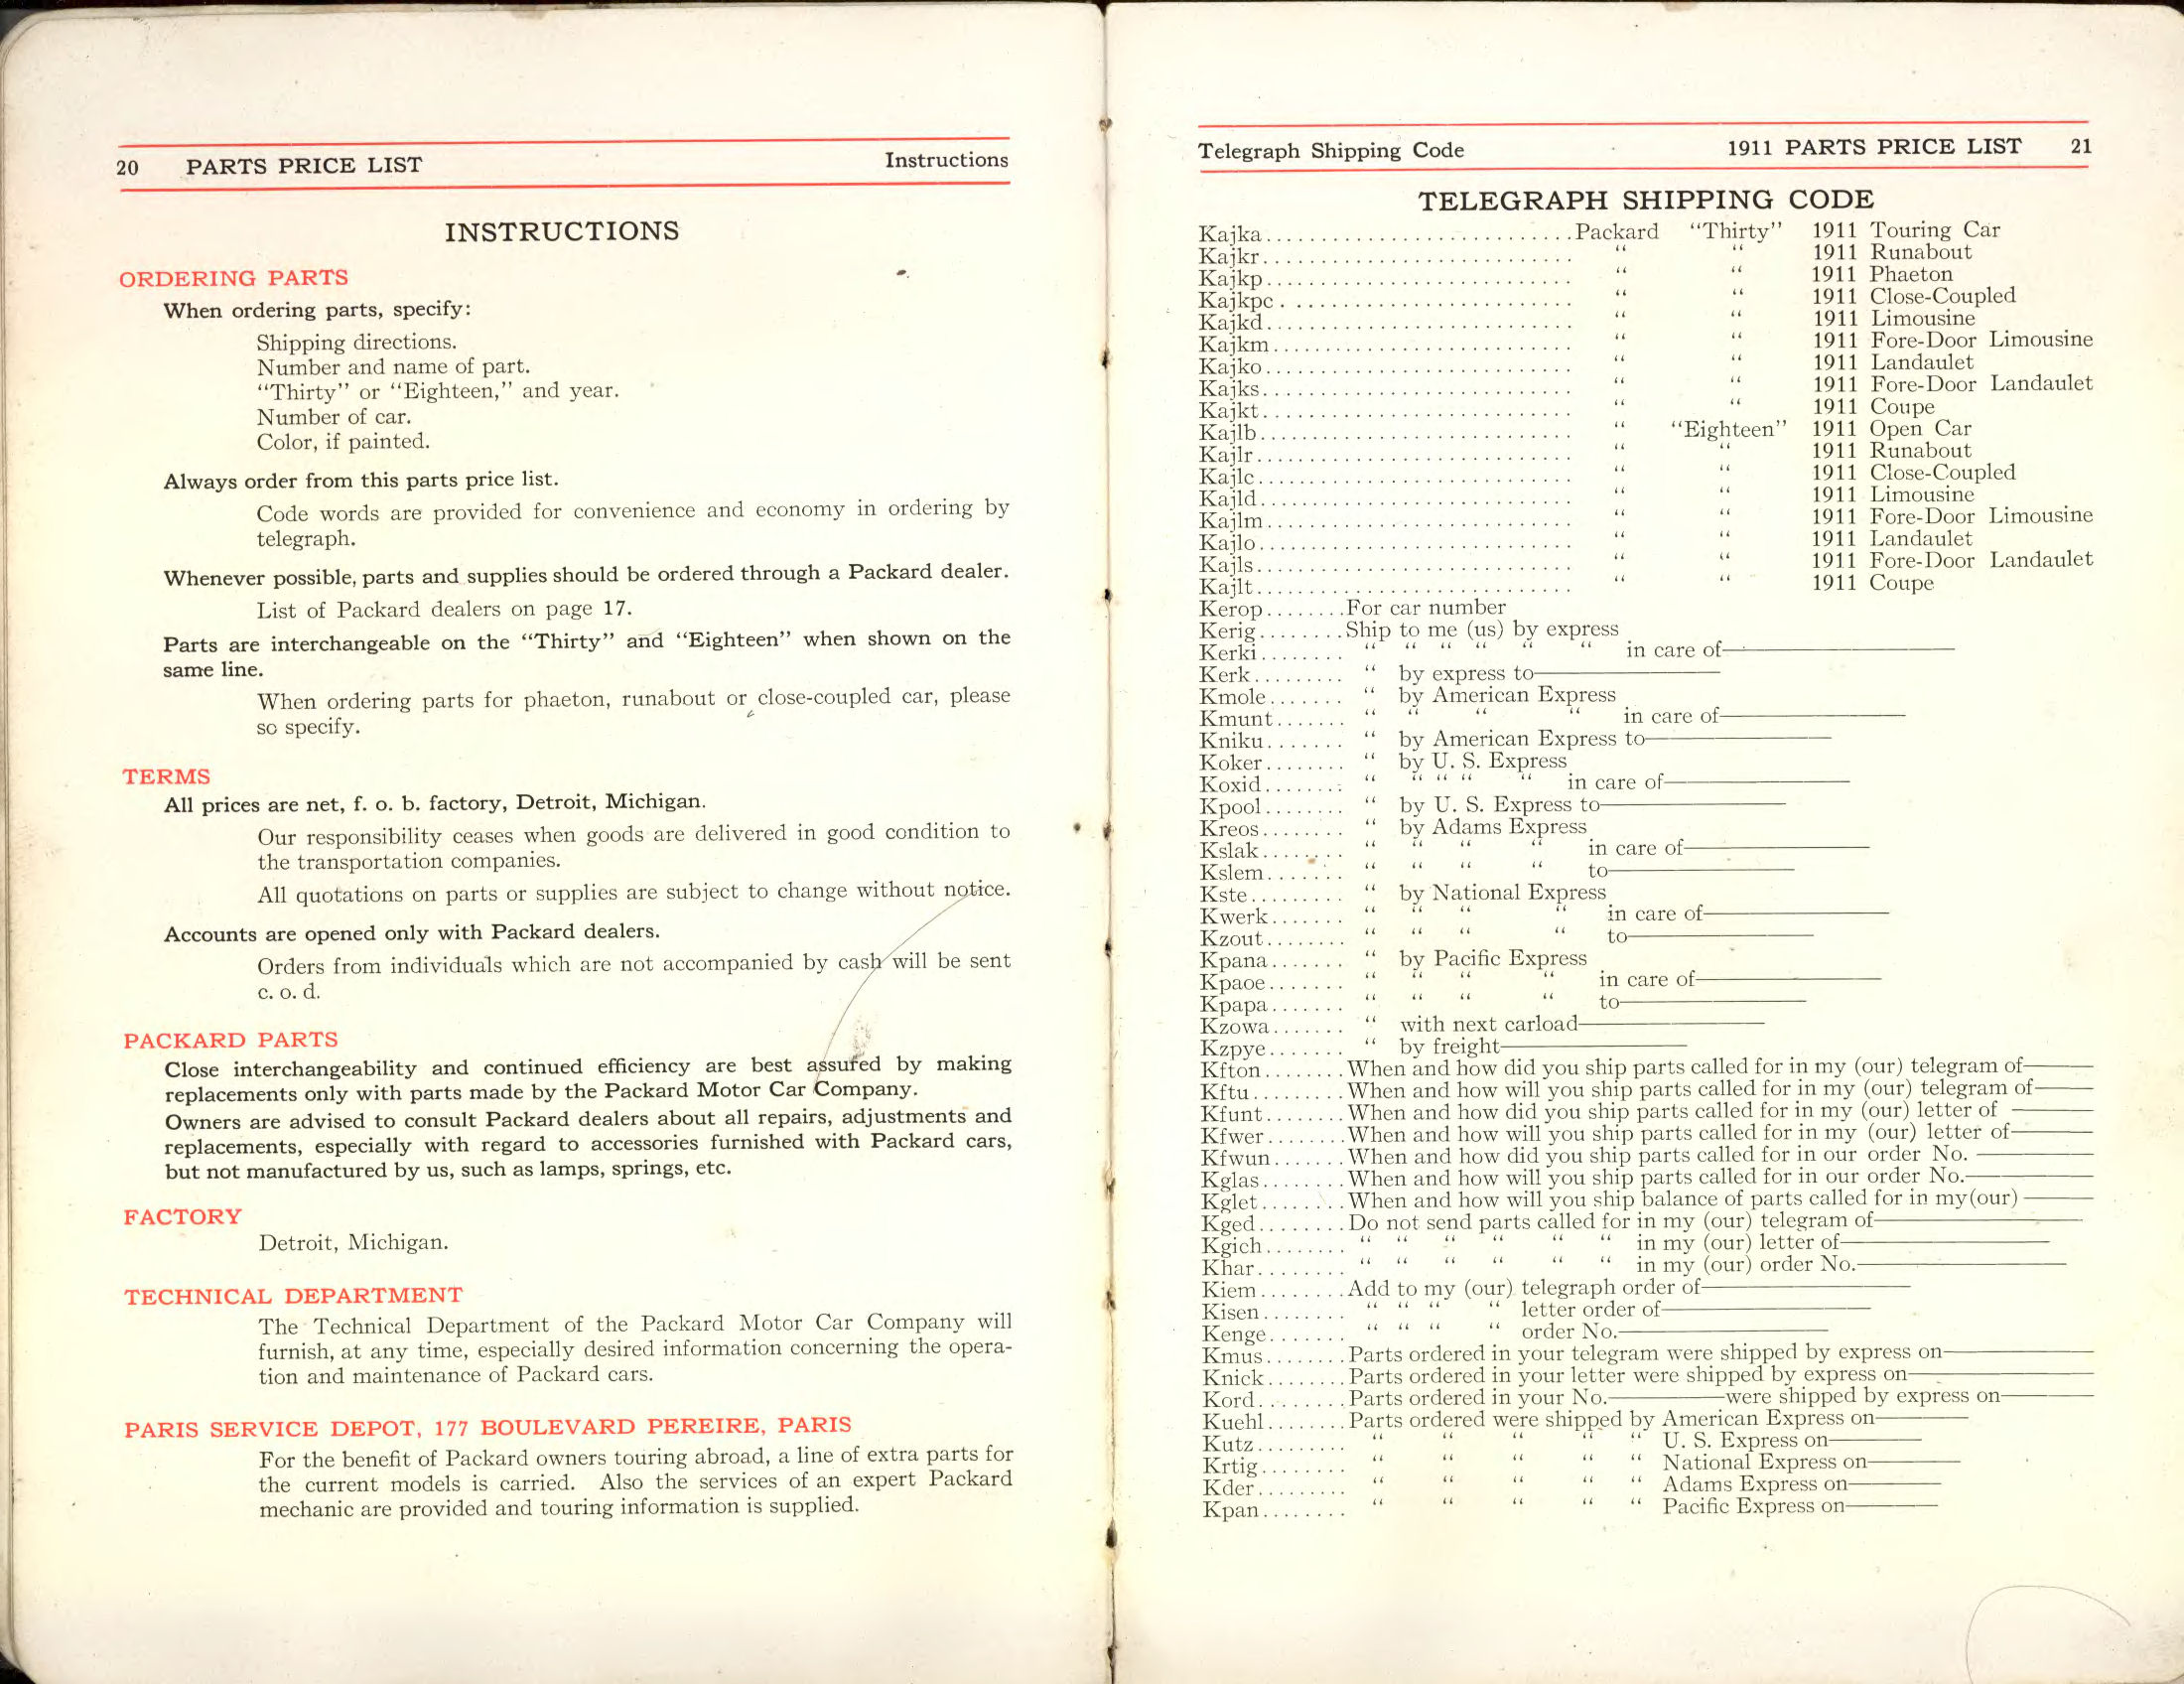 20 PARTS PRICE LIST Instructions
INSTRUCTIONS
ORDERING PARTS
When ordering parts, specify:
Shipping directions.
Number and name of part.
“Thirty” or “Eighteen,” and year.
Number of car.
Color, if painted.
Always order from this parts price list.
Code words are provided for convenience and economy in ordering by
telegraph.
Whenever possible, parts and supplies should be ordered through a Packard dealer.
List of Packard dealers on page 17.
Parts are interchangeable on the “Thirty” and “Eighteen” when shown on the
same line.
When ordering parts for phaeton, runabout or close-coupled car, please
so specify.
TERMS
All prices are net, f. o. b. factory, Detroit, Michigan.
Our responsibility ceases when goods are delivered in good condition to
the transportation companies.
All quotations on parts or supplies are subject to change without notice.
Accounts are opened only with Packard dealers.
Orders from individuals which are not accompanied by cash will be sent
c. o. d.
PACKARD PARTS
Close interchangeability and continued efficiency are best assured by making
replacements only with parts made by the Packard Motor Car Company.
Owners are advised to consult Packard dealers about all repairs, adjustments and
replacements, especially with regard to accessories furnished with Packard cars,
but not manufactured by us, such as lamps, springs, etc.
FACTORY
Detroit, Michigan.
TECHNICAL DEPARTMENT
The Technical Department of the Packard Motor Car Company will
furnish, at any time, especially desired information concerning the opera-
tion and maintenance of Packard cars.
PARIS SERVICE DEPOT, 177 BOULEVARD PEREIRE, PARIS
For the benefit of Packard owners touring abroad, a line of extra parts for
the current models is carried. Also the services of an expert Packard
mechanic are provided and touring information is supplied.
Telegraph Shipping Code 1911 PARTS PRICE LIST 21
TELEGRAPH SHIPPING CODE
Kajka........Packard “Thirty” 1911 Touring Car
Kajkr........ “ “ 1911 Runabout
Kajkp........ “ “ 1911 Phaeton
Kajkpc........ “ “ 1911 Close-Coupled
Kajkd........ “ “ 1911 Limousine
Kajkm........ “ “ 1911 Fore-Door Limousine
Kajko........ “ “ 1911 Landaulet
Kajks........ “ “ 1911 Fore-Door Landaulet
Kajkt........ “ “ 1911 Coupe
Kajlb........ “ “Eighteen” 1911 Open Car
Kajlr........ “ “ 1911 Runabout
Kajlc........ “ “ 1911 Close-Coupled
Kajld........ “ “ 1911 Limousine
Kajlm........ “ “ 1911 Fore-Door Limousine
Kajlo........ “ “ 1911 Landaulet
Kajls........ “ “ 1911 Fore-Door Landaulet
Kajlt........ “ “ 1911 Coupe
Kerop........For car number
Kerig........Ship to me (us) by express
Kerki........ “ “ “ “ “ “ in care of—
Kerk........ “ by express to—
Kmole....... “ by American Express
Kmunt....... “ “ “ “ in care of—
Kniku....... “ by American Express to—
Koker........ “ by U. S. Express
Koxid....... “ “ “ “ “ in care of—
Kpool........ “ by U. S. Express to—
Kreos........ “ by Adams Express
Kslak........ “ “ “ “ in care of—
Kslem....... “ “ “ “ to—
Kste......... “ by National Express
Kwerk....... “ “ “ “ in care of—
Kzout........ “ “ “ “ to—
Kpana....... “ by Pacific Express
Kpaoe....... “ “ “ “ in care of—
Kpapa....... “ “ “ “ to—
Kzowa....... “ with next carload—
Kzpye....... “ by freight—
Kfton........When and how did you ship parts called for in my (our) telegram of—
Kftu.........When and how will you ship parts called for in my (our) telegram of—
Kfunt........When and how did you ship parts called for in my (our) letter of —
Kfwer........When and how will you ship parts called for in my (our) letter of—
Kfwun.......When and how did you ship parts called for in our order No. —
Kglas........When and how will you ship parts called for in our order No.—
Kglet........When and how will you ship balance of parts called for in my(our) —
Kged........Do not send parts called for in my (our) telegram of—
Kgich........ “ “ “ “ “ “ in my (our) letter of—
Khar........ “ “ “ “ “ “ in my (our) order No.—
Kiem........Add to my (our) telegraph order of—
Kisen........ “ “ “ “ letter order of—
Kenge....... “ “ “ “ order No.—
Kmus........Parts ordered in your telegram were shipped by express on—
Knick........Parts ordered in your letter were shipped by express on—
Kord........Parts ordered in your No.—were shipped by express on—
Kuehl........Parts ordered were shipped by American Express on—
Kutz......... “ “ “ “ “ U. S. Express on—
Krtig........ “ “ “ “ “ National Express on—
Kder......... “ “ “ “ “ Adams Express on—
Kpan........ “ “ “ “ “ Pacific Express on—